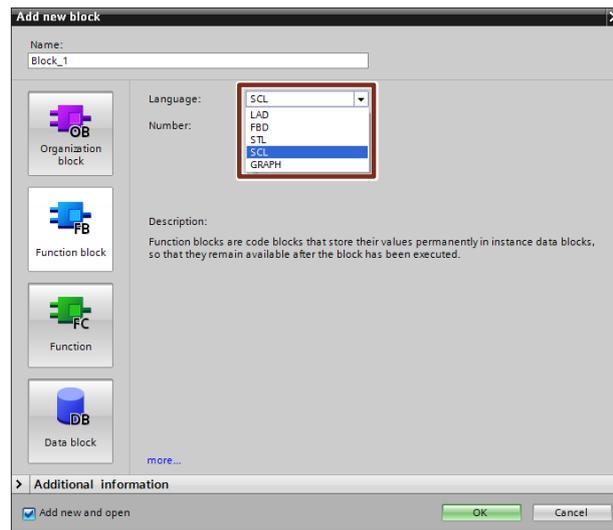 Add new block
Name:
Block_1
OB
Organization
block
FB
Function block
FC
Function
DB
Data block
Language:
SCL
LAD
FBD
STL
SCL
GRAPH
Number:
Description:
Function blocks are code blocks that store their values permanently in instance data blocks,
so that they remain available after the block has been executed.
more...
> Additional information
Add new and open
OK
Cancel